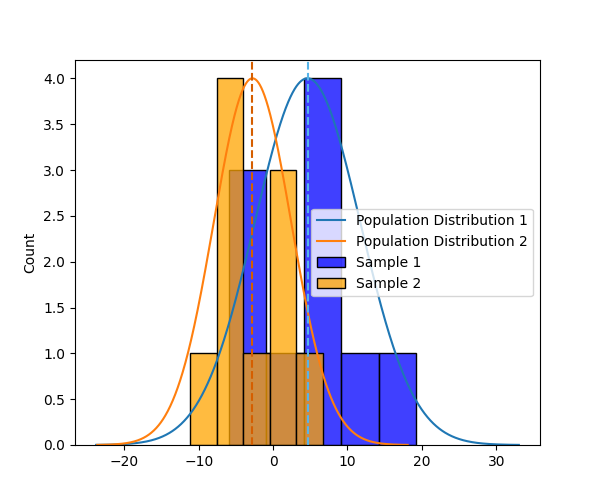 4.0
3.5
3.0
2.5
2.0
1.5
1.0
0.5
0.0
Count
Population Distribution 1
Population Distribution 2
Sample 1
Sample 2
−20 −10 0 10 20 30